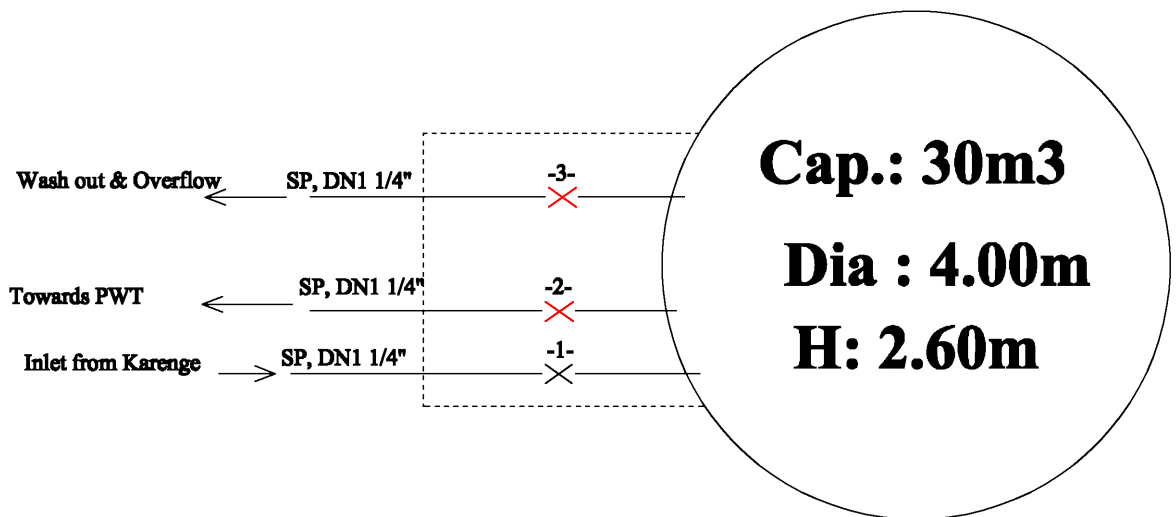 Wash out & Overflow
SP, DN1 1/4"
-3-
Towards PWT
SP, DN1 1/4"
-2-
Inlet from Karenge
SP, DN1 1/4"
-1-
Cap.: 30m3
Dia : 4.00m
H: 2.60m